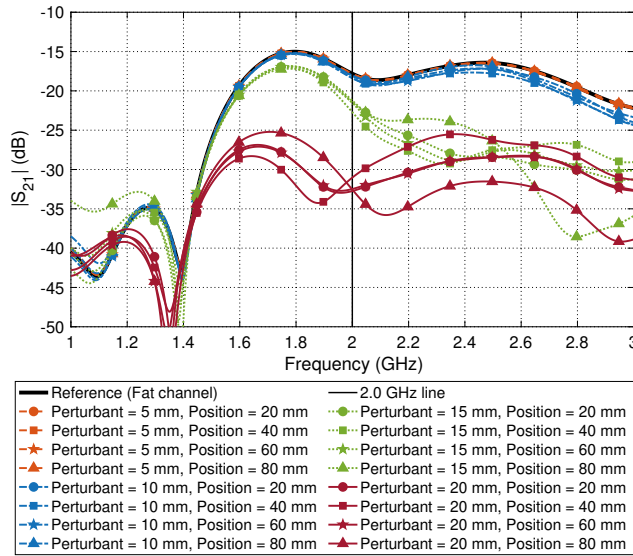 -10
-15
-20
-25
-30
-35
-40
-45
-50
|S21| (dB)
1 1.2 1.4 1.6 1.8 2 2.2 2.4 2.6 2.8 3
Frequency (GHz)
Reference (Fat channel) 2.0 GHz line
Perturbant = 5 mm, Position = 20 mm Perturbant = 15 mm, Position = 20 mm
Perturbant = 5 mm, Position = 40 mm Perturbant = 15 mm, Position = 40 mm
Perturbant = 5 mm, Position = 60 mm Perturbant = 15 mm, Position = 60 mm
Perturbant = 5 mm, Position = 80 mm Perturbant = 15 mm, Position = 80 mm
Perturbant = 10 mm, Position = 20 mm Perturbant = 20 mm, Position = 20 mm
Perturbant = 10 mm, Position = 40 mm Perturbant = 20 mm, Position = 40 mm
Perturbant = 10 mm, Position = 60 mm Perturbant = 20 mm, Position = 60 mm
Perturbant = 10 mm, Position = 80 mm Perturbant = 20 mm, Position = 80 mm